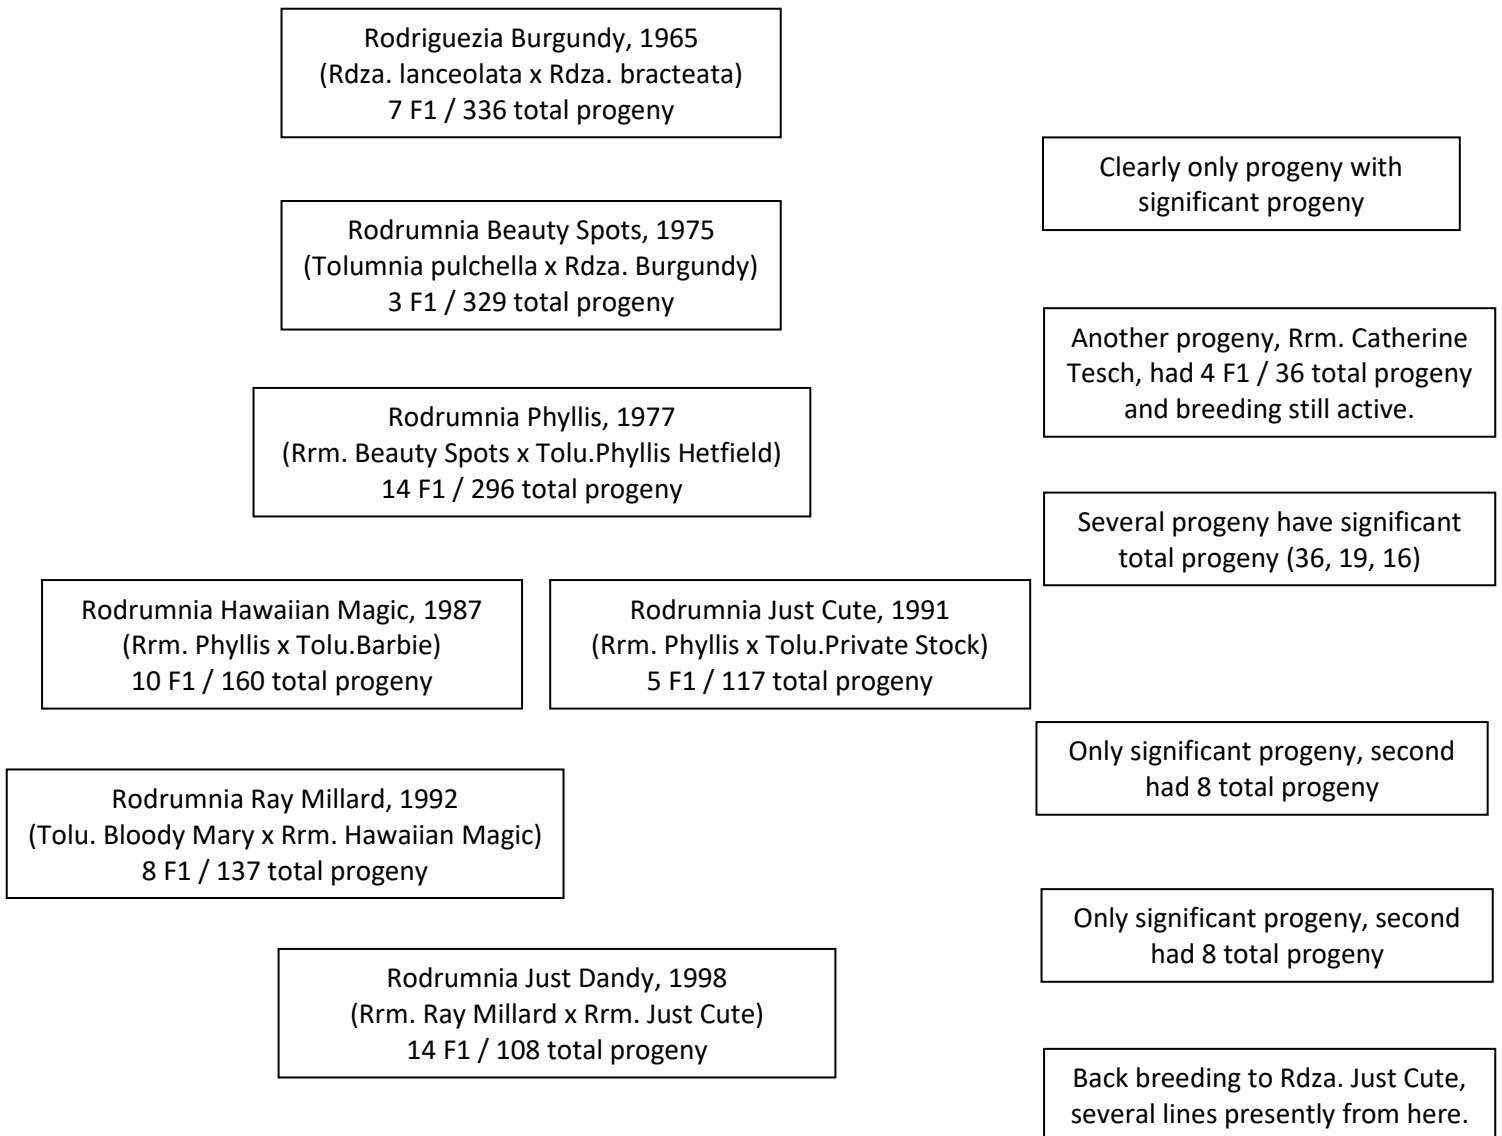 Rodriguezia Burgundy, 1965
(Rdza. lanceolata x Rdza. bracteata)
7 F1 / 336 total progeny
Clearly only progeny with
significant progeny
Rodrumnia Beauty Spots, 1975
(Tolumnia pulchella x Rdza. Burgundy)
3 F1 / 329 total progeny
Another progeny, Rrm. Catherine
Tesch, had 4 F1 / 36 total progeny
and breeding still active.
Rodrumnia Phyllis, 1977
(Rrm. Beauty Spots x Tolu.Phyllis Hetfield)
14 F1 / 296 total progeny
Several progeny have significant
total progeny (36, 19, 16)
Rodrumnia Hawaiian Magic, 1987
(Rrm. Phyllis x Tolu.Barbie)
10 F1 / 160 total progeny
Rodrumnia Just Cute, 1991
(Rrm. Phyllis x Tolu.Private Stock)
5 F1 / 117 total progeny
Only significant progeny, second
had 8 total progeny
Rodrumnia Ray Millard, 1992
(Tolu. Bloody Mary x Rrm. Hawaiian Magic)
8 F1 / 137 total progeny
Only significant progeny, second
had 8 total progeny
Rodrumnia Just Dandy, 1998
(Rrm. Ray Millard x Rrm. Just Cute)
14 F1 / 108 total progeny
Back breeding to Rdza. Just Cute,
several lines presently from here.